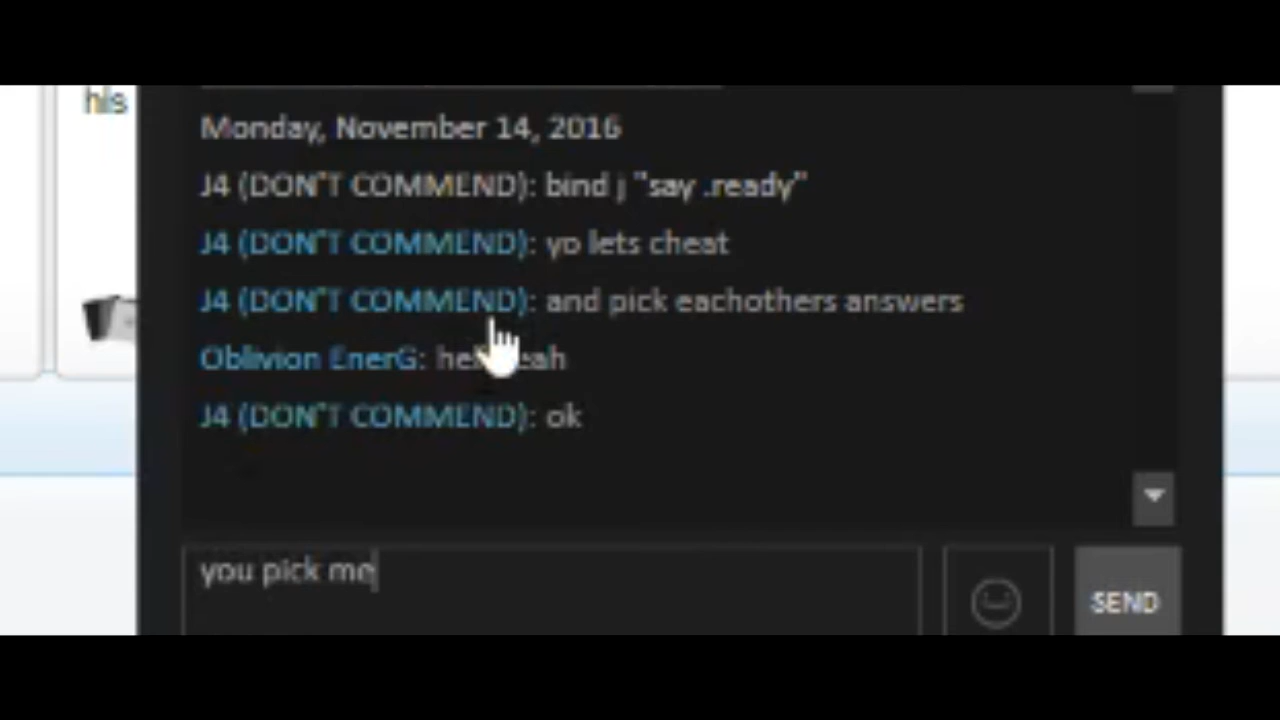 his
Monday, November 14, 2016
J4 (DON'T COMMEND): bind j "say .ready"
J4 (DON'T COMMEND): yo lets cheat
J4 (DON'T COMMEND): and pick eachothers answers
Oblivion EnerG:
J4 (DON'T COMMEND): ok
you pick me
SEND